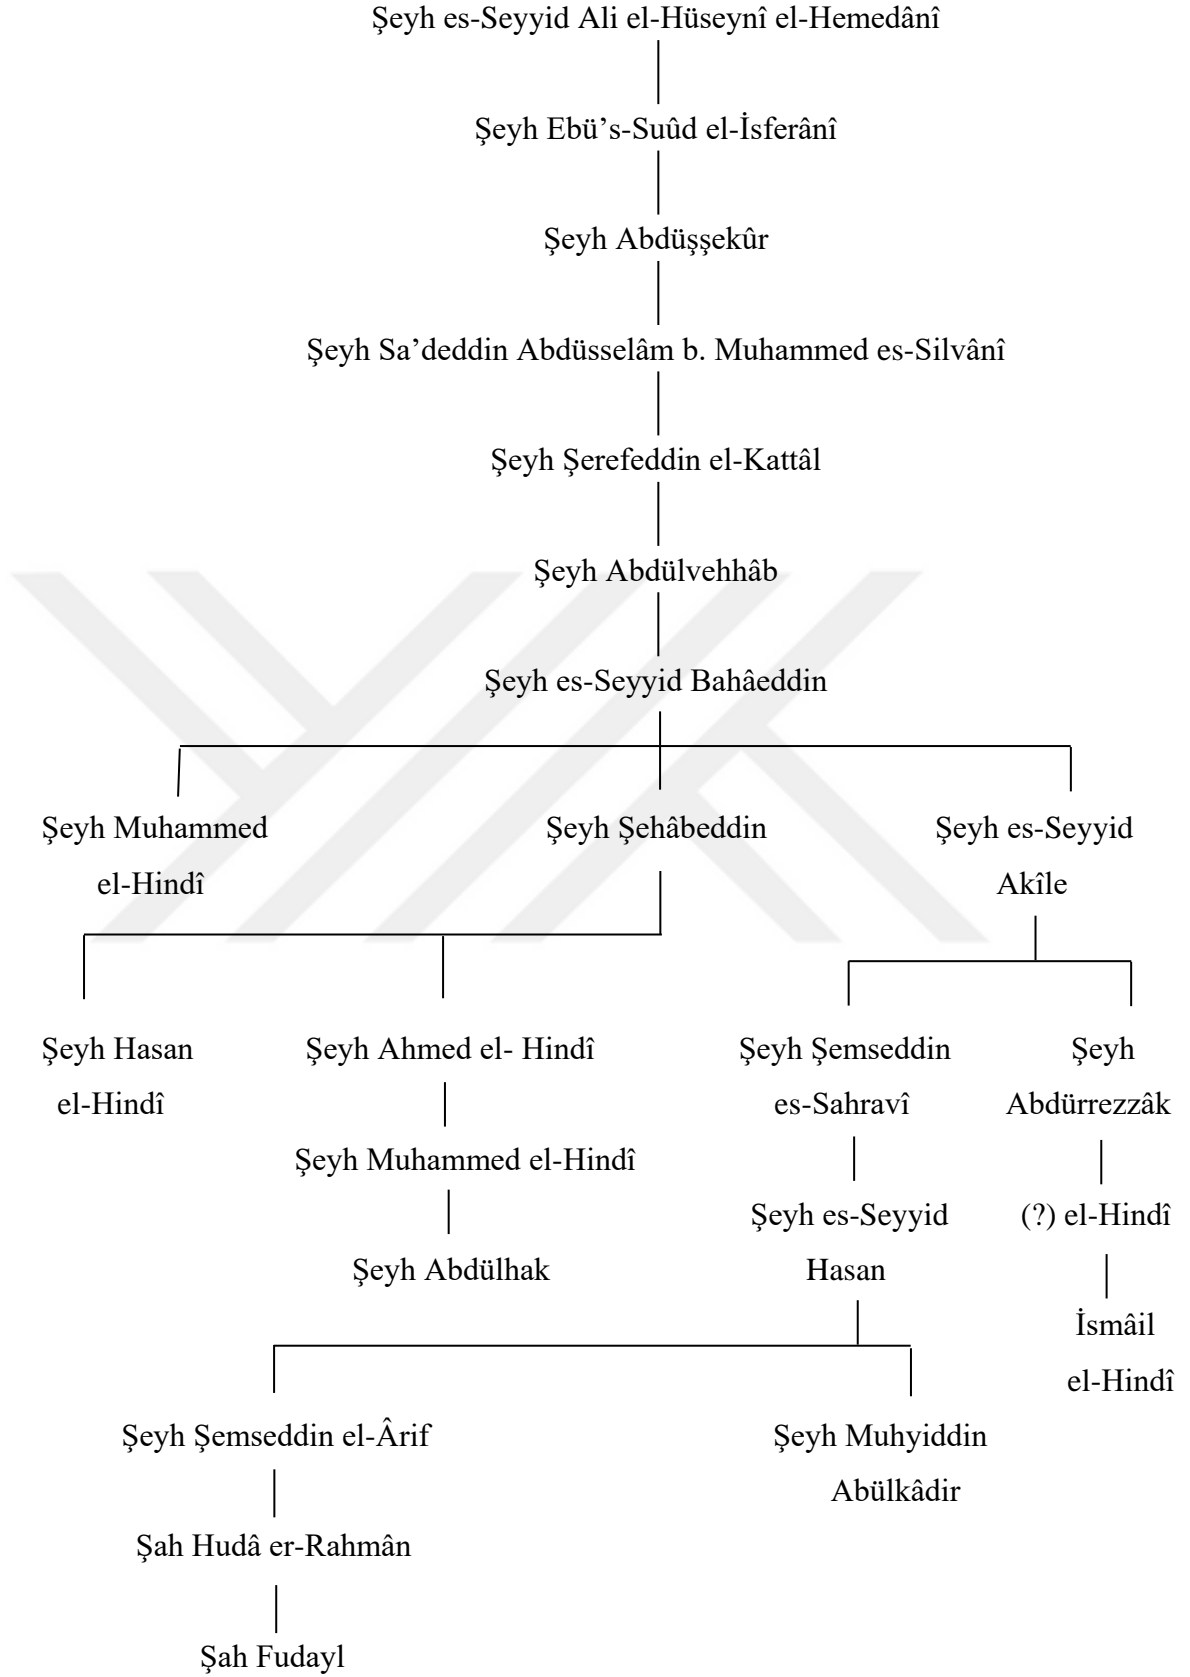 Şeyh es-Seyyid Ali el-Hüseynî el-Hemedânî
Şeyh Ebü’s-Suûd el-İsferânî
Şeyh Abdüşşekûr
Şeyh Sa’deddin Abdüsselâm b. Muhammed es-Silvânî
Şeyh Şerefeddin el-Kattâl
Şeyh Abdülvehhâb
Şeyh es-Seyyid Bahâeddin
Şeyh Muhammed
el-Hindî
Şeyh Şehâbeddin
Şeyh es-Seyyid
Akîle
Şeyh Hasan
el-Hindî
Şeyh Ahmed el- Hindî
Şeyh Muhammed el-Hindî
Şeyh Abdülhak
Şeyh Şemseddin
es-Sahravî
Şeyh es-Seyyid
Hasan
Şeyh
Abdürrezzâk
(?) el-Hindî
İsmâil
el-Hindî
Şeyh Şemseddin el-Ârif
Şah Hudâ er-Rahmân
Şah Fudayl
Şeyh Muhyiddin
Abülkâdir